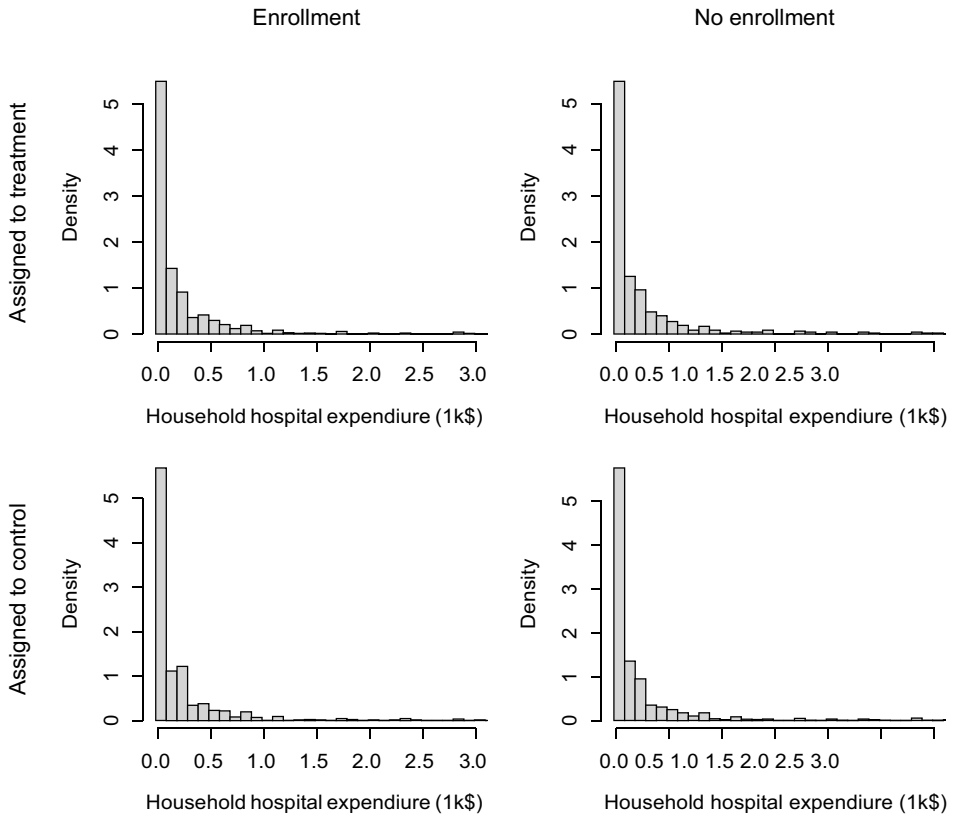 Enrollment
No enrollment
Assigned to treatment
Density
5
4
3
2
1
0
0.0 0.5 1.0 1.5 2.0 2.5 3.0
Household hospital expendiure (1k$)
Density
5
4
3
2
1
0
0.0 0.5 1.0 1.5 2.0 2.5 3.0
Household hospital expendiure (1k$)
Assigned to control
Density
5
4
3
2
1
0
0.0 0.5 1.0 1.5 2.0 2.5 3.0
Household hospital expendiure (1k$)
Density
5
4
3
2
1
0
0.0 0.5 1.0 1.5 2.0 2.5 3.0
Household hospital expendiure (1k$)